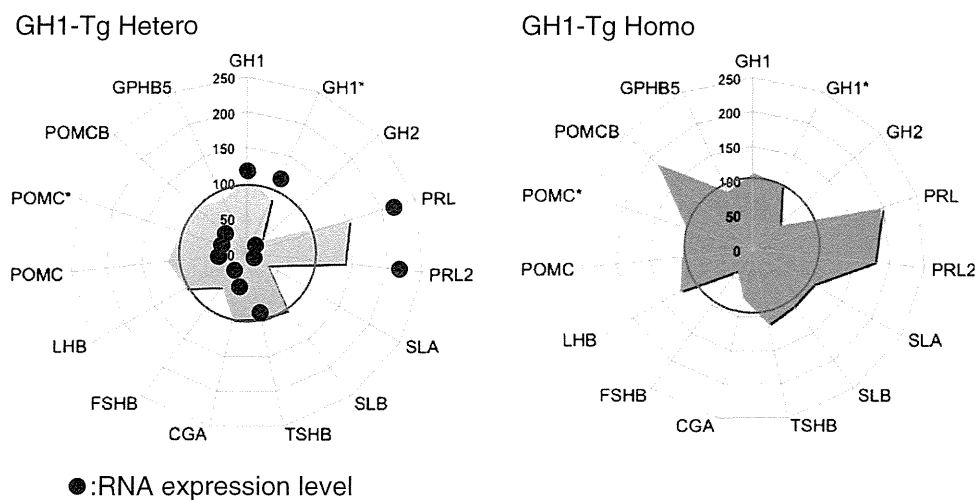 GH1-Tg Hetero
GH1
GH1*
GH2
PRL
PRL2
SLA
SLB
TSHB
CGA
FSHB
LHB
POMC
POMC*
POMCB
GPHB5
250
200
150
100
50
0
●:RNA expression level
GH1-Tg Homo
GH1
GH1*
GH2
PRL
PRL2
SLA
SLB
TSHB
CGA
FSHB
LHB
POMC
POMC*
POMCB
GPHB5
250
200
150
100
50
0